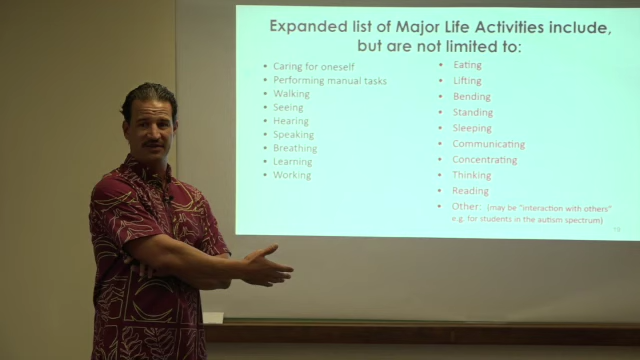 Expanded list of Major Life Activities include,
but are not limited to:
• Caring for oneself
• Performing manual tasks
• Walking
• Seeing
• Hearing
• Speaking
• Breathing
• Learning
• Working
• Eating
• Lifting
• Bending
• Standing
• Sleeping
• Communicating
• Concentrating
• Thinking
• Reading
• Other: (may be "interaction with others"
e.g. for students in the autism spectrum)